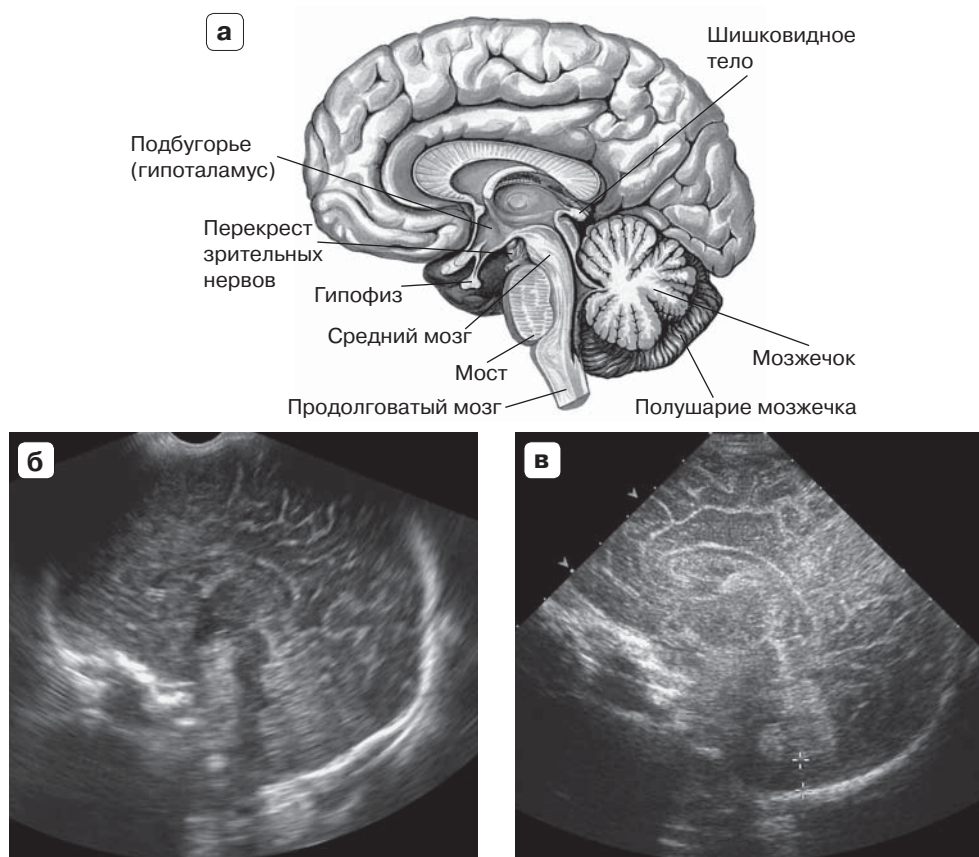 а
Шишковидное
тело
Подбугорье
(гипоталамус)
Перекрест
зрительных
нервов
Гипофиз
Средний мозг
Мост
Мозжечок
Продолговатый мозг
Полушарие мозжечка
б
в